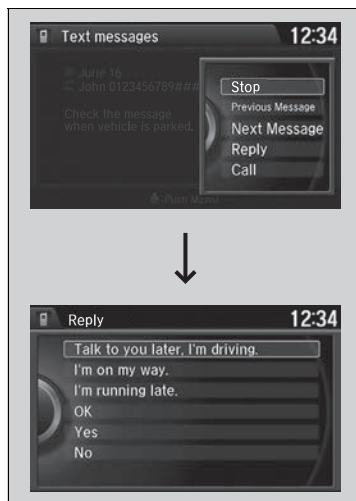 Text messages 12:34
June 16
John 0123456789###
Check the message
when vehicle is parked.
Stop
Previous Message
Next Message
Reply
Call
:Push Menu
Reply 12:34
Talk to you later, I'm driving.
I'm on my way.
I'm running late.
OK
Yes
No